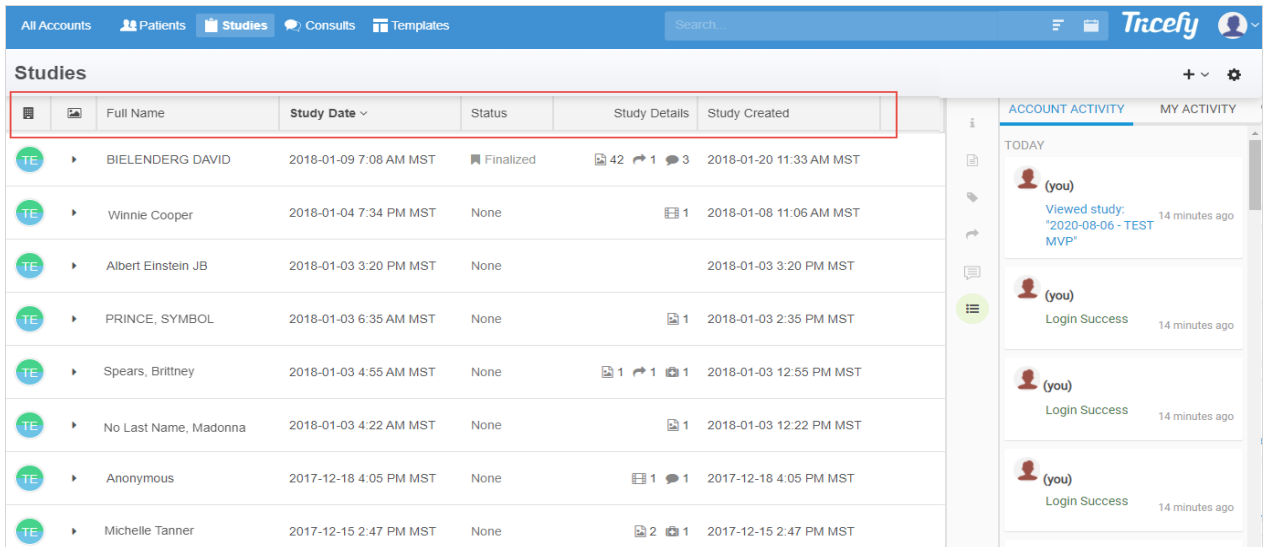 All Accounts Patients Studies Consults Templates Search... Tricefy
Studies
Full Name Study Date Status Study Details Study Created
ACCOUNT ACTIVITY MY ACTIVITY
TE BIELENDERG DAVID 2018-01-09 7:08 AM MST Finalized 42 1 3 2018-01-20 11:33 AM MST
TE Winnie Cooper 2018-01-04 7:34 PM MST None 1 2018-01-08 11:06 AM MST
TE Albert Einstein JB 2018-01-03 3:20 PM MST None 2018-01-03 3:20 PM MST
TE PRINCE, SYMBOL 2018-01-03 6:35 AM MST None 1 2018-01-03 2:35 PM MST
TE Spears, Brittney 2018-01-03 4:55 AM MST None 1 1 1 2018-01-03 12:55 PM MST
TE No Last Name, Madonna 2018-01-03 4:22 AM MST None 1 2018-01-03 12:22 PM MST
TE Anonymous 2017-12-18 4:05 PM MST None 1 1 2017-12-18 4:05 PM MST
TE Michelle Tanner 2017-12-15 2:47 PM MST None 2 1 2017-12-15 2:47 PM MST
TODAY
(you)
Viewed study:
"2020-08-06 - TEST
MVP"
14 minutes ago
(you)
Login Success
14 minutes ago
(you)
Login Success
14 minutes ago
(you)
Login Success
14 minutes ago